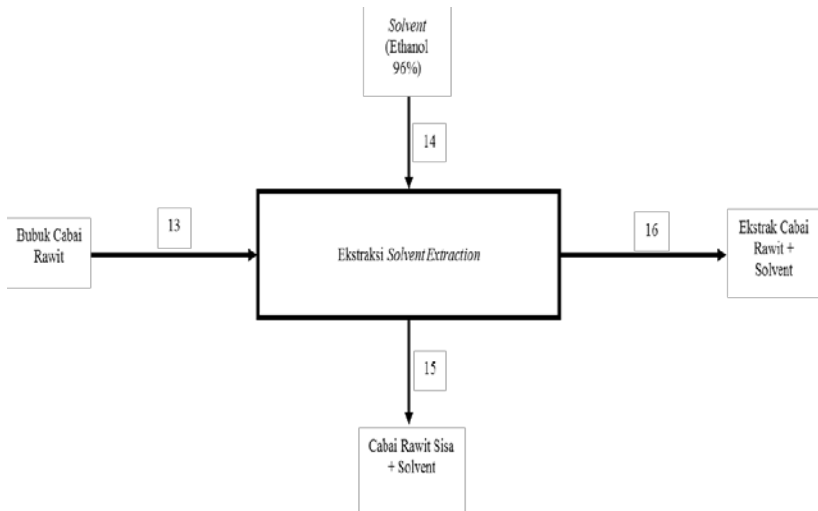 Solvent
(Ethanol
96%)
14
Bubuk Cabai
Rawit
13
Ekstraksi Solvent Extraction
16
Ekstrak Cabai
Rawit +
Solvent
15
Cabai Rawit Sisa
+ Solvent